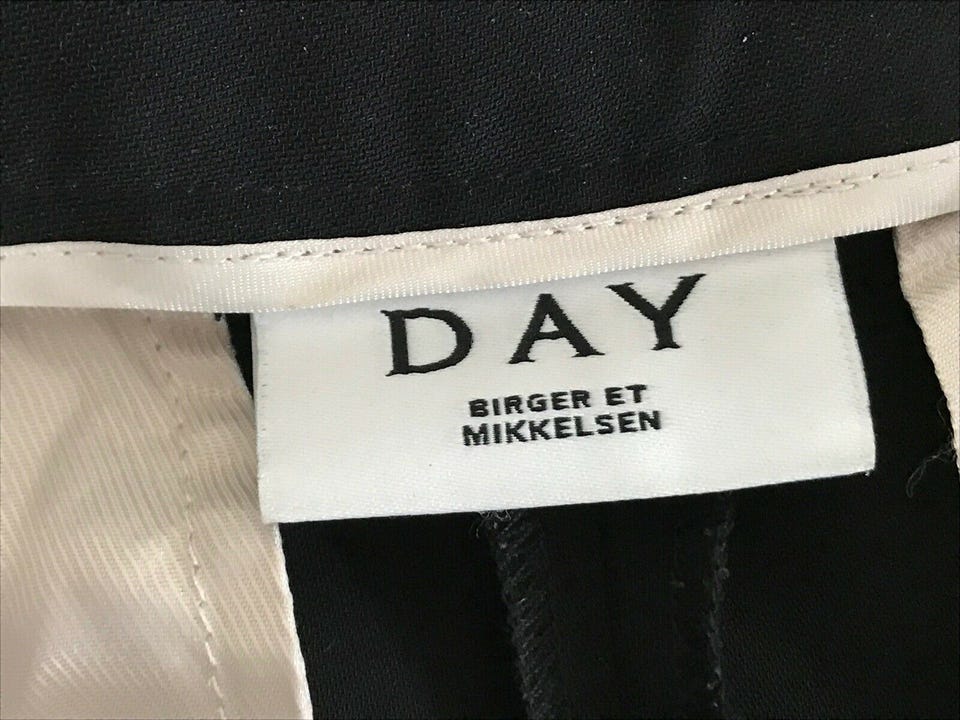 DAY
BIRGER ET
MIKKELSEN